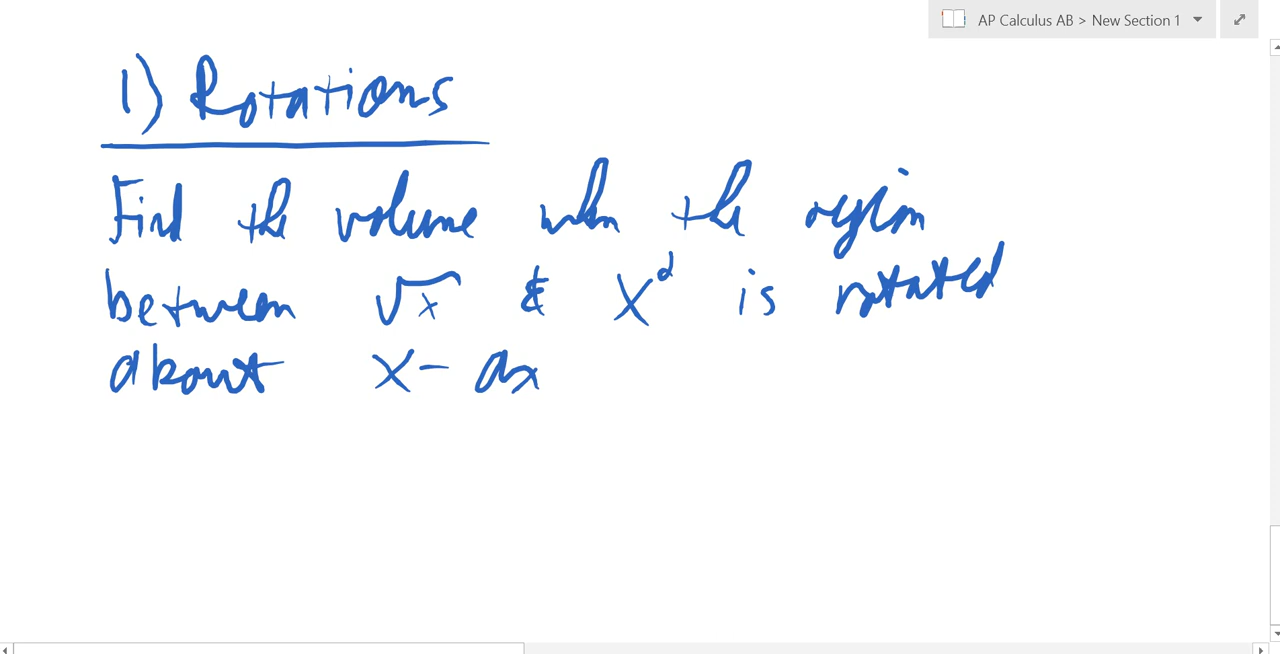 AP Calculus AB > New Section 1
1) Rotations
Find the volume when the region
between √x & x² is rotated
about x-ax